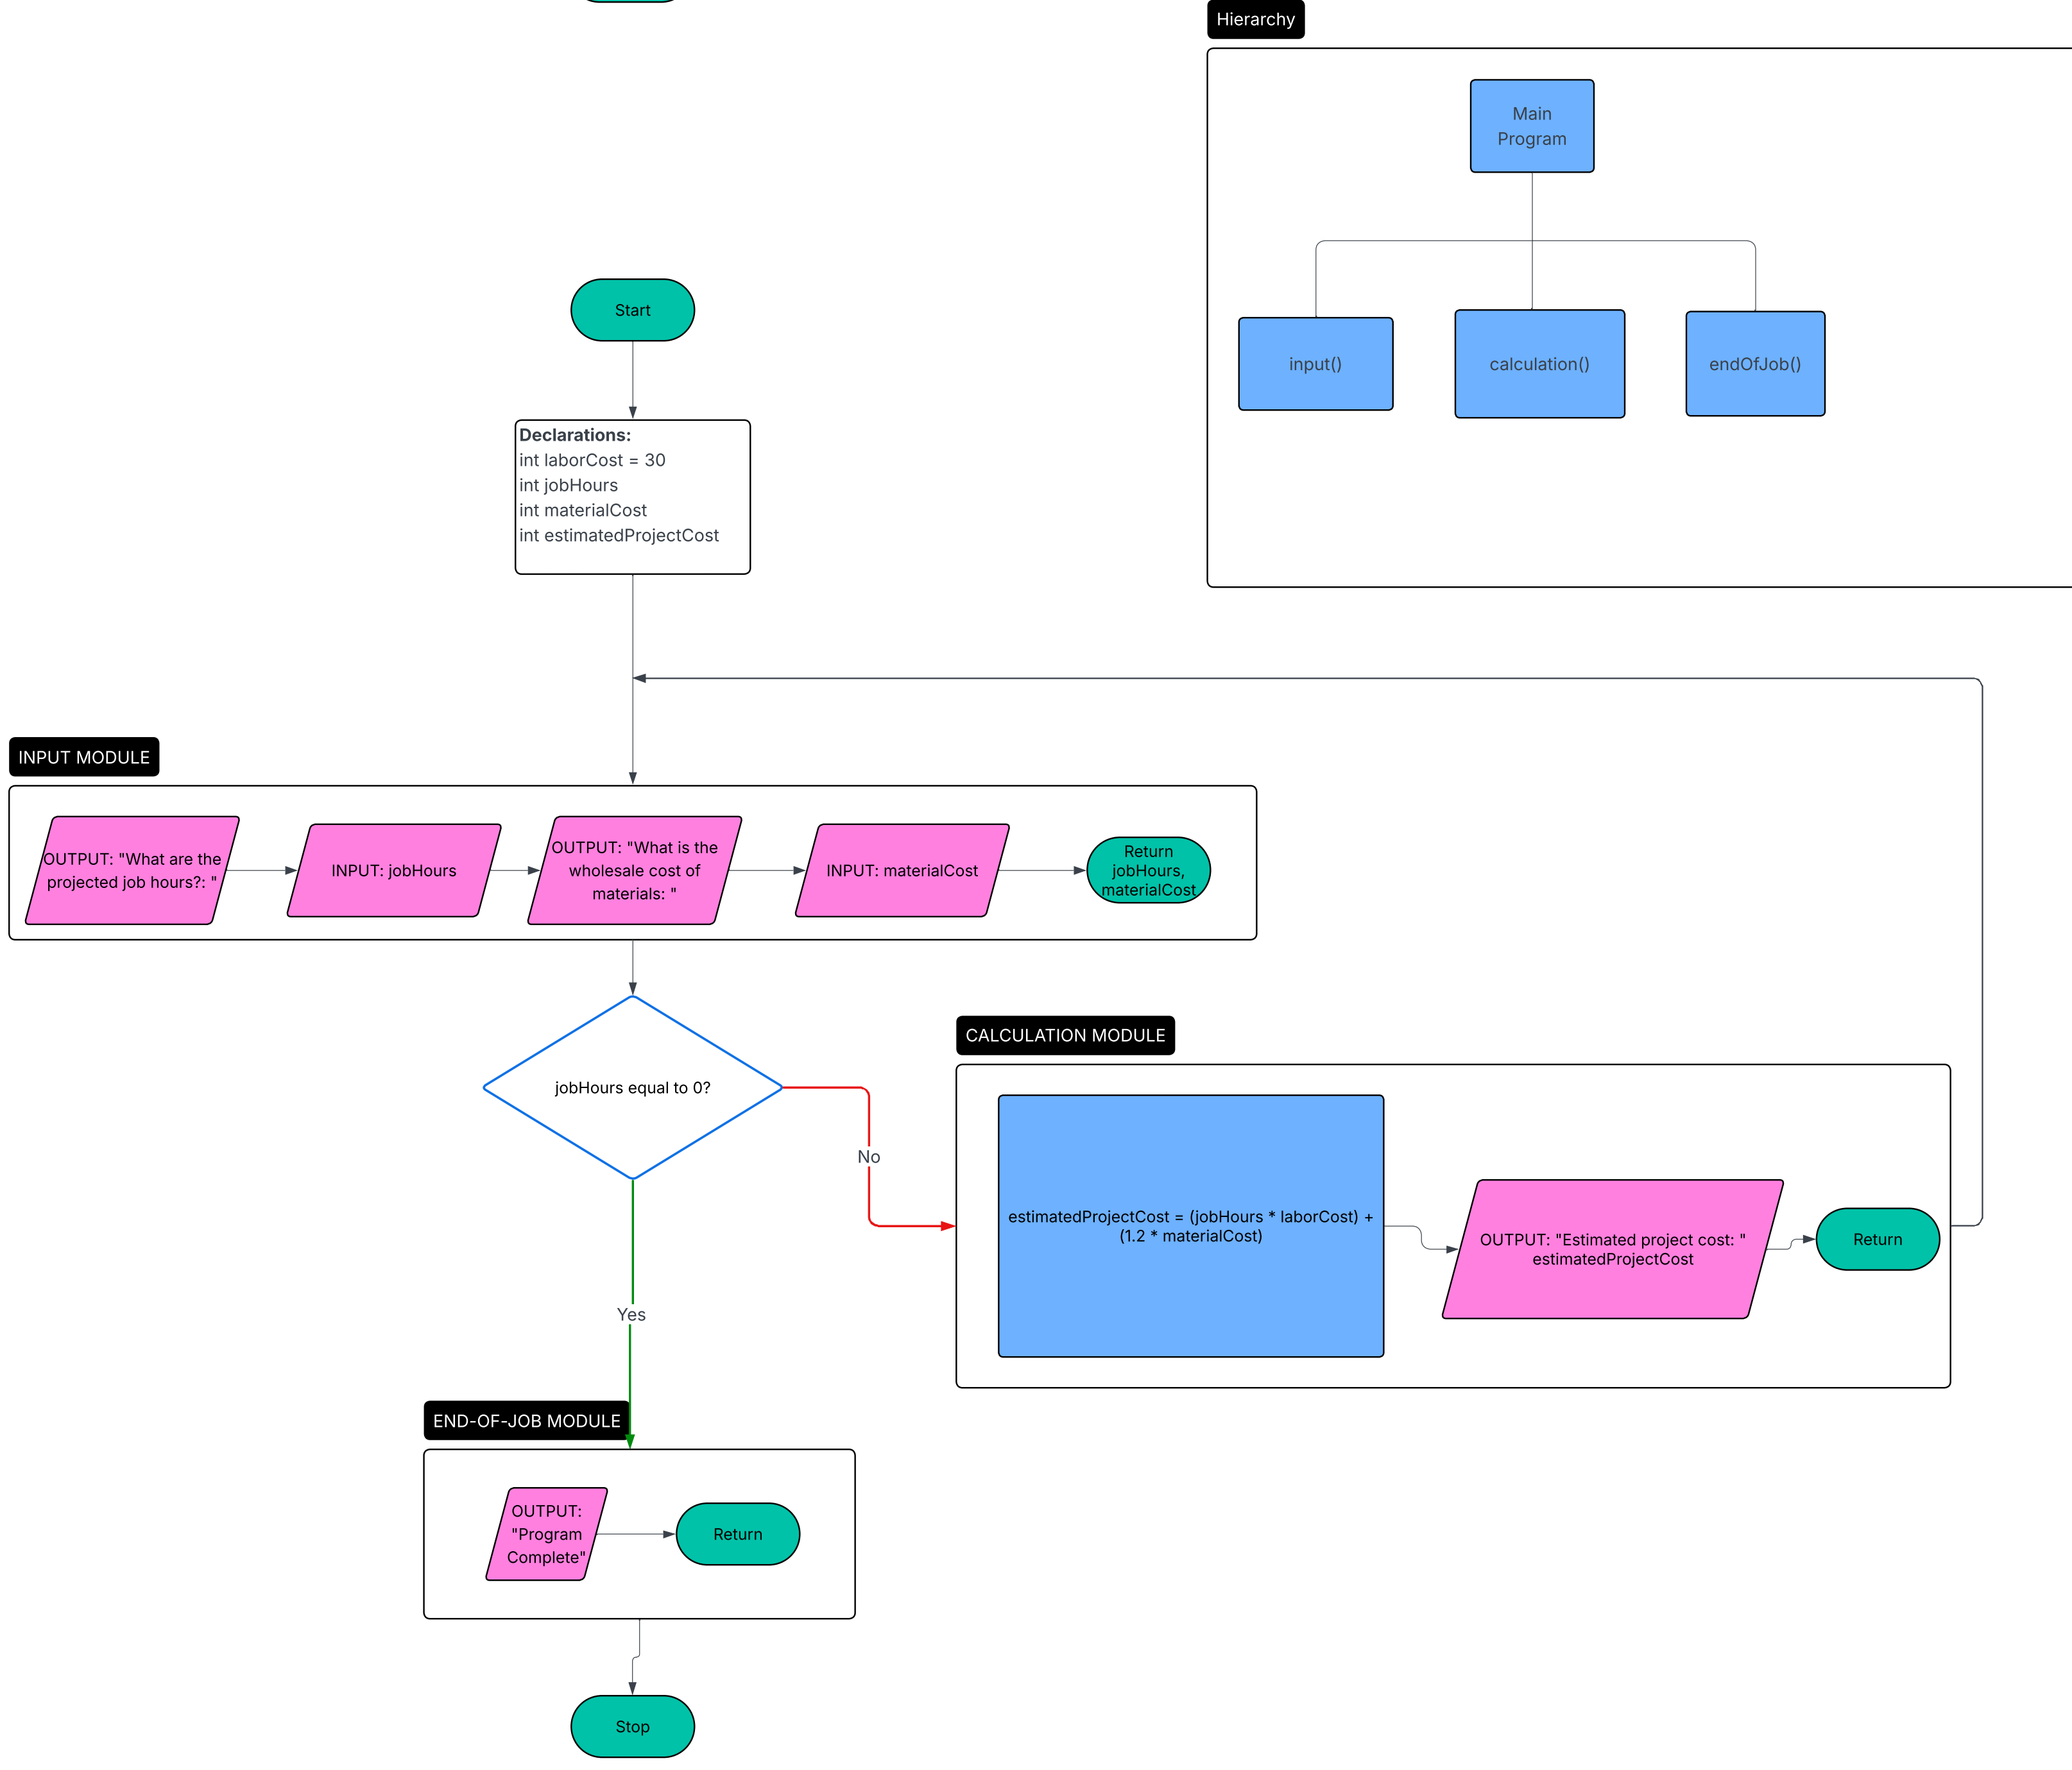 Hierarchy
Main
Program
input()
calculation()
endOfJob()
Start
Declarations:
int laborCost = 30
int jobHours
int materialCost
int estimatedProjectCost
INPUT MODULE
OUTPUT: "What are the
projected job hours?: "
INPUT: jobHours
OUTPUT: "What is the
wholesale cost of
materials: "
INPUT: materialCost
Return
jobHours,
materialCost
jobHours equal to 0?
No
Yes
CALCULATION MODULE
estimatedProjectCost = (jobHours * laborCost) +
(1.2 * materialCost)
OUTPUT: "Estimated project cost: "
estimatedProjectCost
Return
END-OF-JOB MODULE
OUTPUT:
"Program
Complete"
Return
Stop